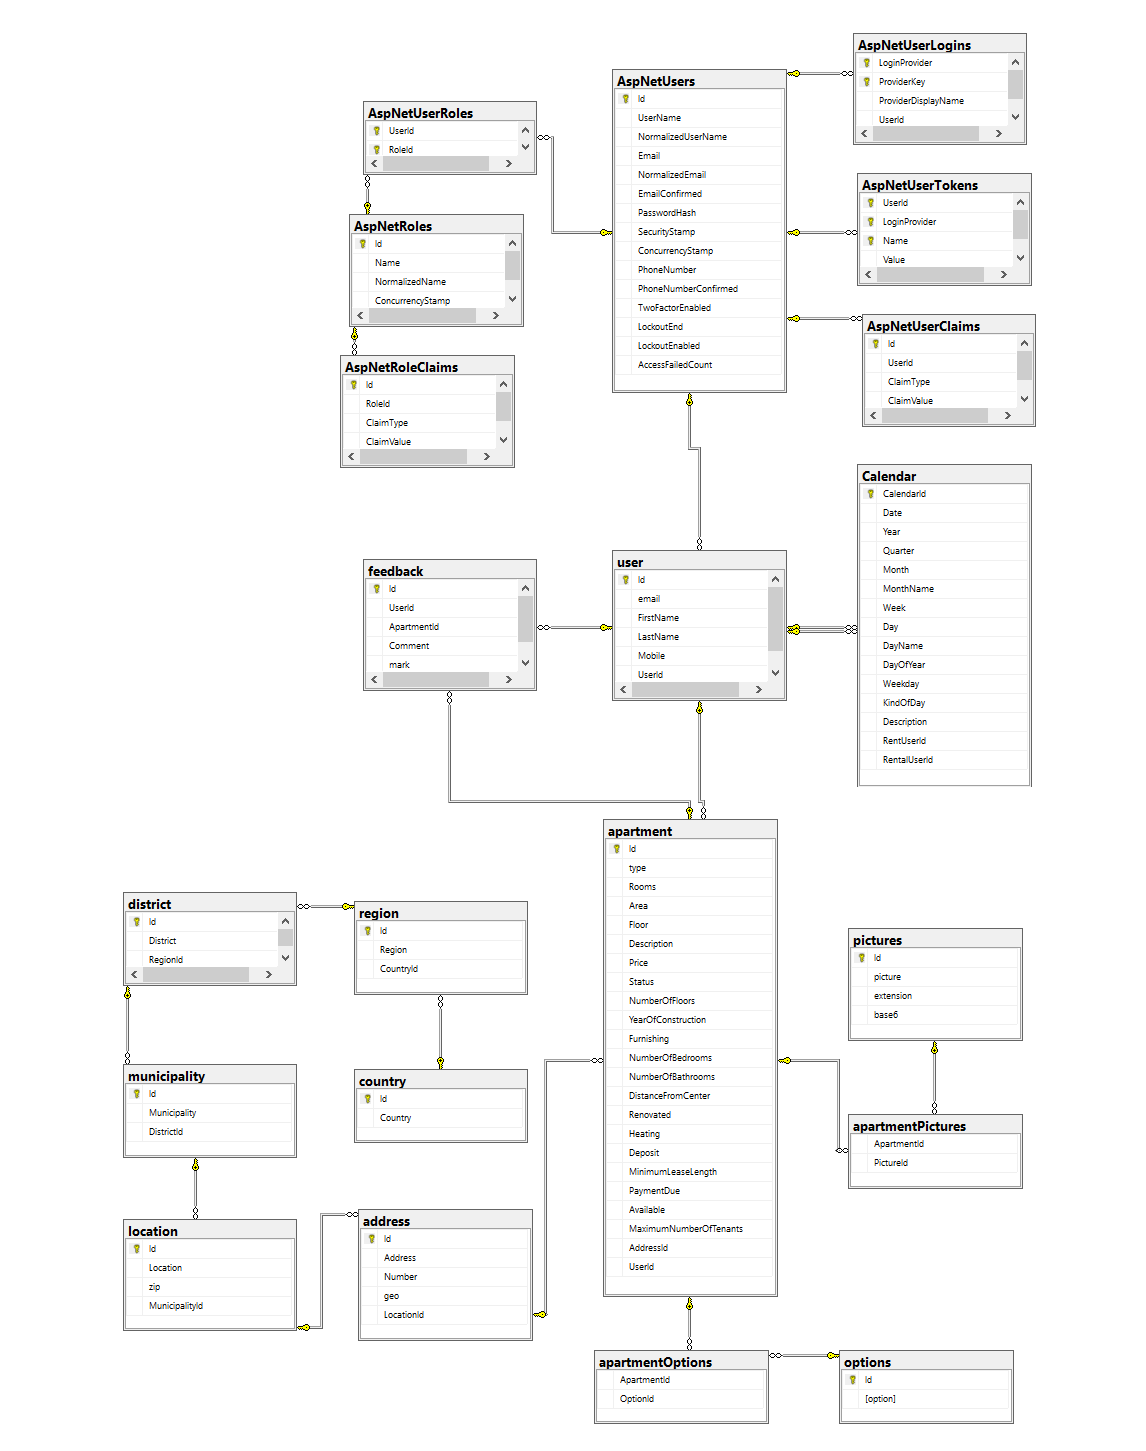 AspNetUserLogins
LoginProvider
ProviderKey
ProviderDisplayName
UserId
AspNetUsers
Id
UserName
NormalizedUserName
Email
NormalizedEmail
EmailConfirmed
PasswordHash
SecurityStamp
ConcurrencyStamp
PhoneNumber
PhoneNumberConfirmed
TwoFactorEnabled
LockoutEnd
LockoutEnabled
AccessFailedCount
AspNetUserRoles
UserId
RoleId
AspNetUserTokens
UserId
LoginProvider
Name
Value
AspNetRoles
Id
Name
NormalizedName
ConcurrencyStamp
AspNetUserClaims
Id
UserId
ClaimType
ClaimValue
AspNetRoleClaims
Id
RoleId
ClaimType
ClaimValue
Calendar
CalendarId
Date
Year
Quarter
Month
MonthName
Week
Day
DayName
DayOfYear
Weekday
KindOfDay
Description
RentUserId
RentalUserId
user
Id
email
FirstName
LastName
Mobile
UserId
feedback
Id
UserId
ApartmentId
Comment
mark
apartment
Id
type
Rooms
Area
Floor
Description
Price
Status
NumberOfFloors
YearOfConstruction
Furnishing
NumberOfBedrooms
NumberOfBathrooms
DistanceFromCenter
Renovated
Heating
Deposit
MinimumLeaseLength
PaymentDue
Available
MaximumNumberOfTenants
AddressId
UserId
district
Id
District
RegionId
region
Id
Region
CountryId
pictures
Id
picture
extension
base6
municipality
Id
Municipality
DistrictId
country
Id
Country
apartmentPictures
ApartmentId
PictureId
location
Id
Location
zip
MunicipalityId
address
Id
Address
Number
geo
LocationId
apartmentOptions
ApartmentId
OptionId
options
Id
[option]